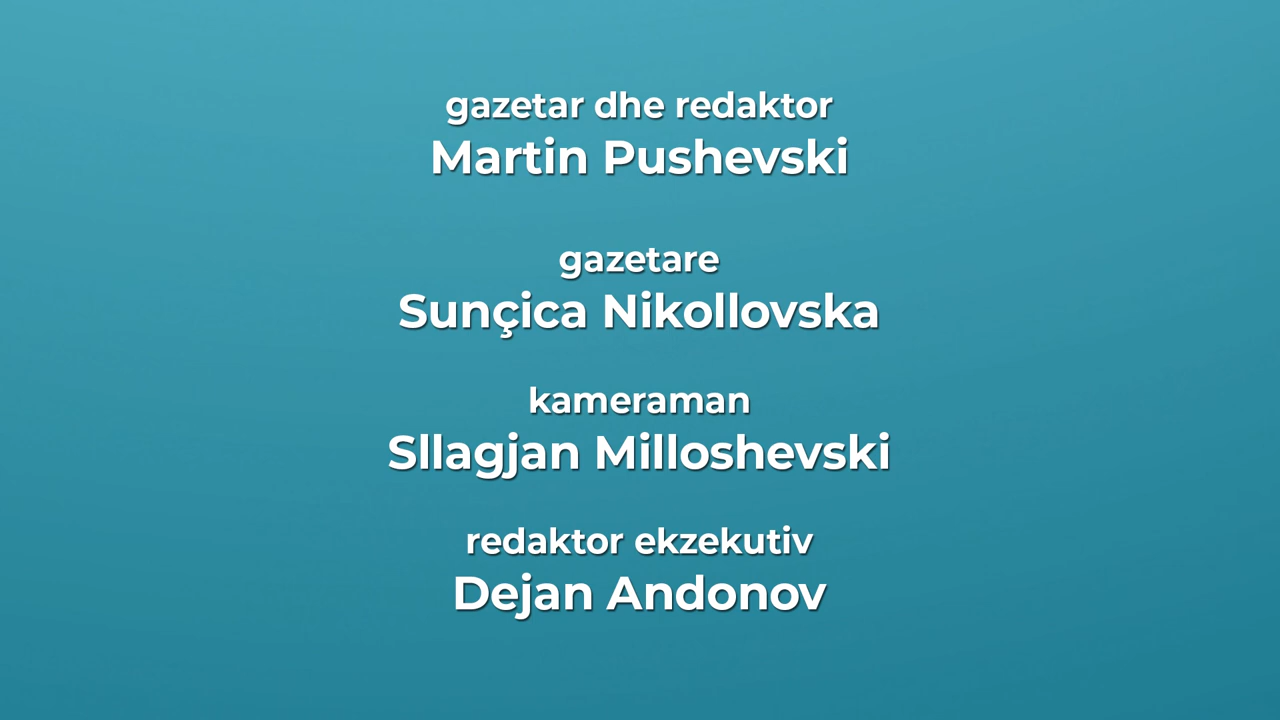 gazetar dhe redaktor
Martin Pushevski
gazetare
Sunçica Nikollovska
kameraman
Sllagjan Milloshevski
redaktor ekzekutiv
Dejan Andonov